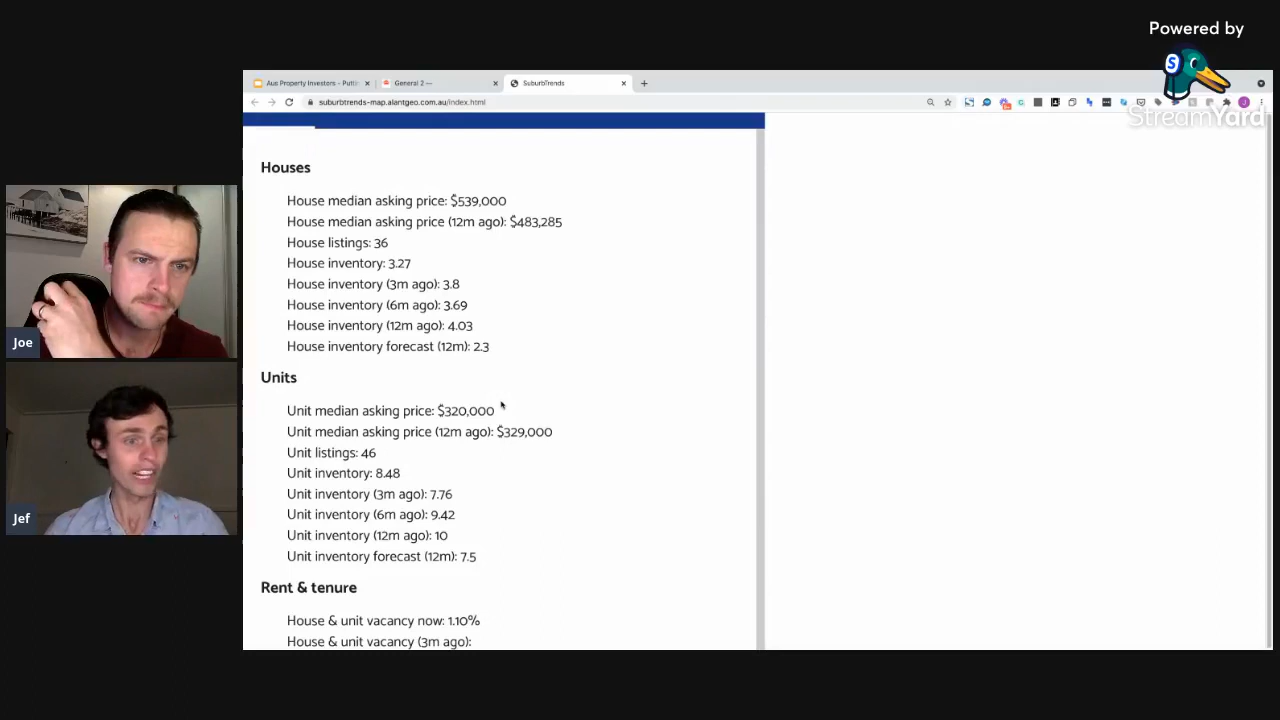 Powered by
S
StreamYard
Aus Property Investors - Putti
General 2 —
SuburbTrends
suburbtrends-map.alantgeo.com.au/index.html
J
Houses
House median asking price: $539,000
House median asking price (12m ago): $483,285
House listings: 36
House inventory: 3.27
House inventory (3m ago): 3.8
House inventory (6m ago): 3.69
House inventory (12m ago): 4.03
House inventory forecast (12m): 2.3
Units
Unit median asking price: $320,000
Unit median asking price (12m ago): $329,000
Unit listings: 46
Unit inventory: 8.48
Unit inventory (3m ago): 7.76
Unit inventory (6m ago): 9.42
Unit inventory (12m ago): 10
Unit inventory forecast (12m): 7.5
Rent & tenure
House & unit vacancy now: 1.10%
House & unit vacancy (3m ago):
Joe
Jef